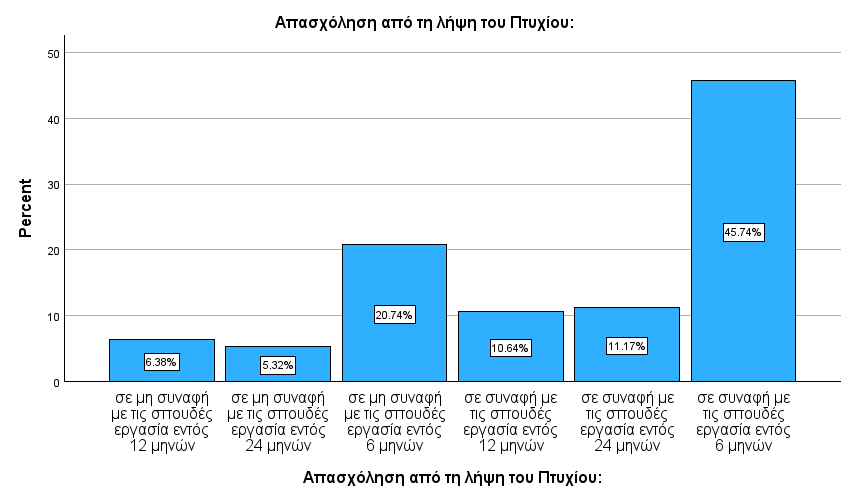 Απασχόληση από τη λήψη του Πτυχίου:
50
40
30
20
10
0
Percent
6.38%
5.32%
20.74%
10.64%
11.17%
45.74%
σε μη συναφή
με τις σπουδές
εργασία εντός
12 μηνών
σε μη συναφή
με τις σπουδές
εργασία εντός
24 μηνών
σε μη συναφή
με τις σπουδές
εργασία εντός
6 μηνών
σε συναφή με
τις σπουδές
εργασία εντός
12 μηνών
σε συναφή με
τις σπουδές
εργασία εντός
24 μηνών
σε συναφή με
τις σπουδές
εργασία εντός
6 μηνών
Απασχόληση από τη λήψη του Πτυχίου: